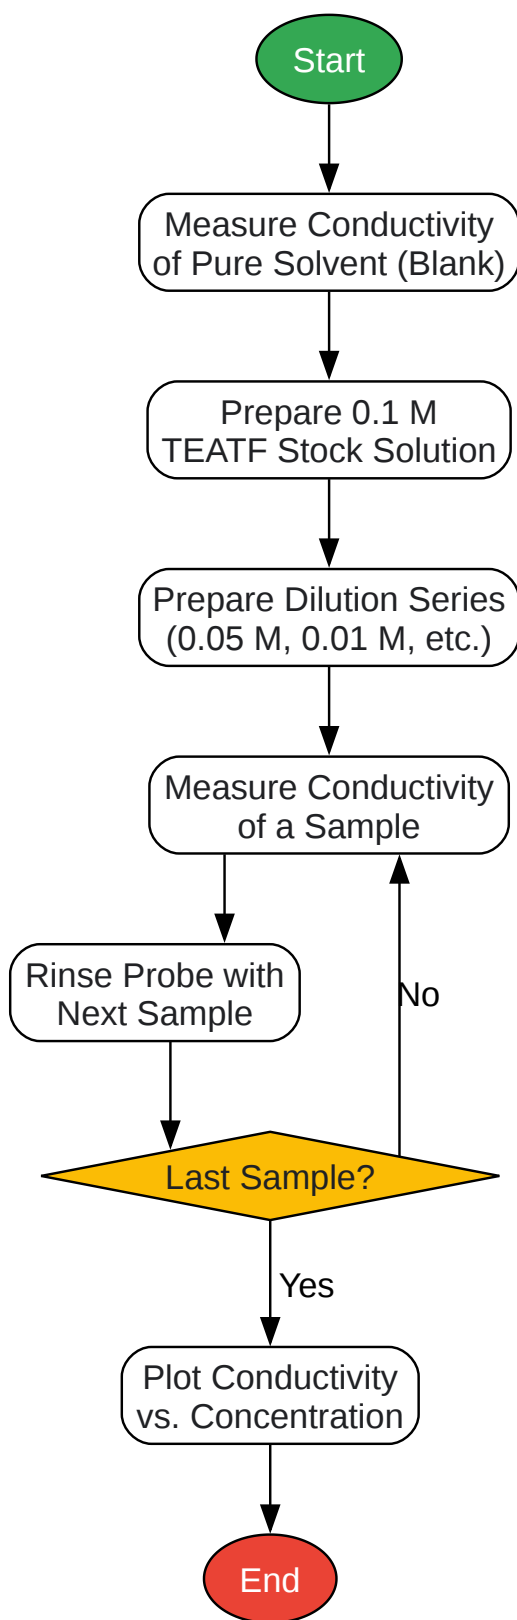 Start
Measure Conductivity
of Pure Solvent (Blank)
Prepare 0.1 M
TEATF Stock Solution
Prepare Dilution Series
(0.05 M, 0.01 M, etc.)
Measure Conductivity
of a Sample
Rinse Probe with
Next Sample
No
Last Sample?
Yes
Plot Conductivity
vs. Concentration
End